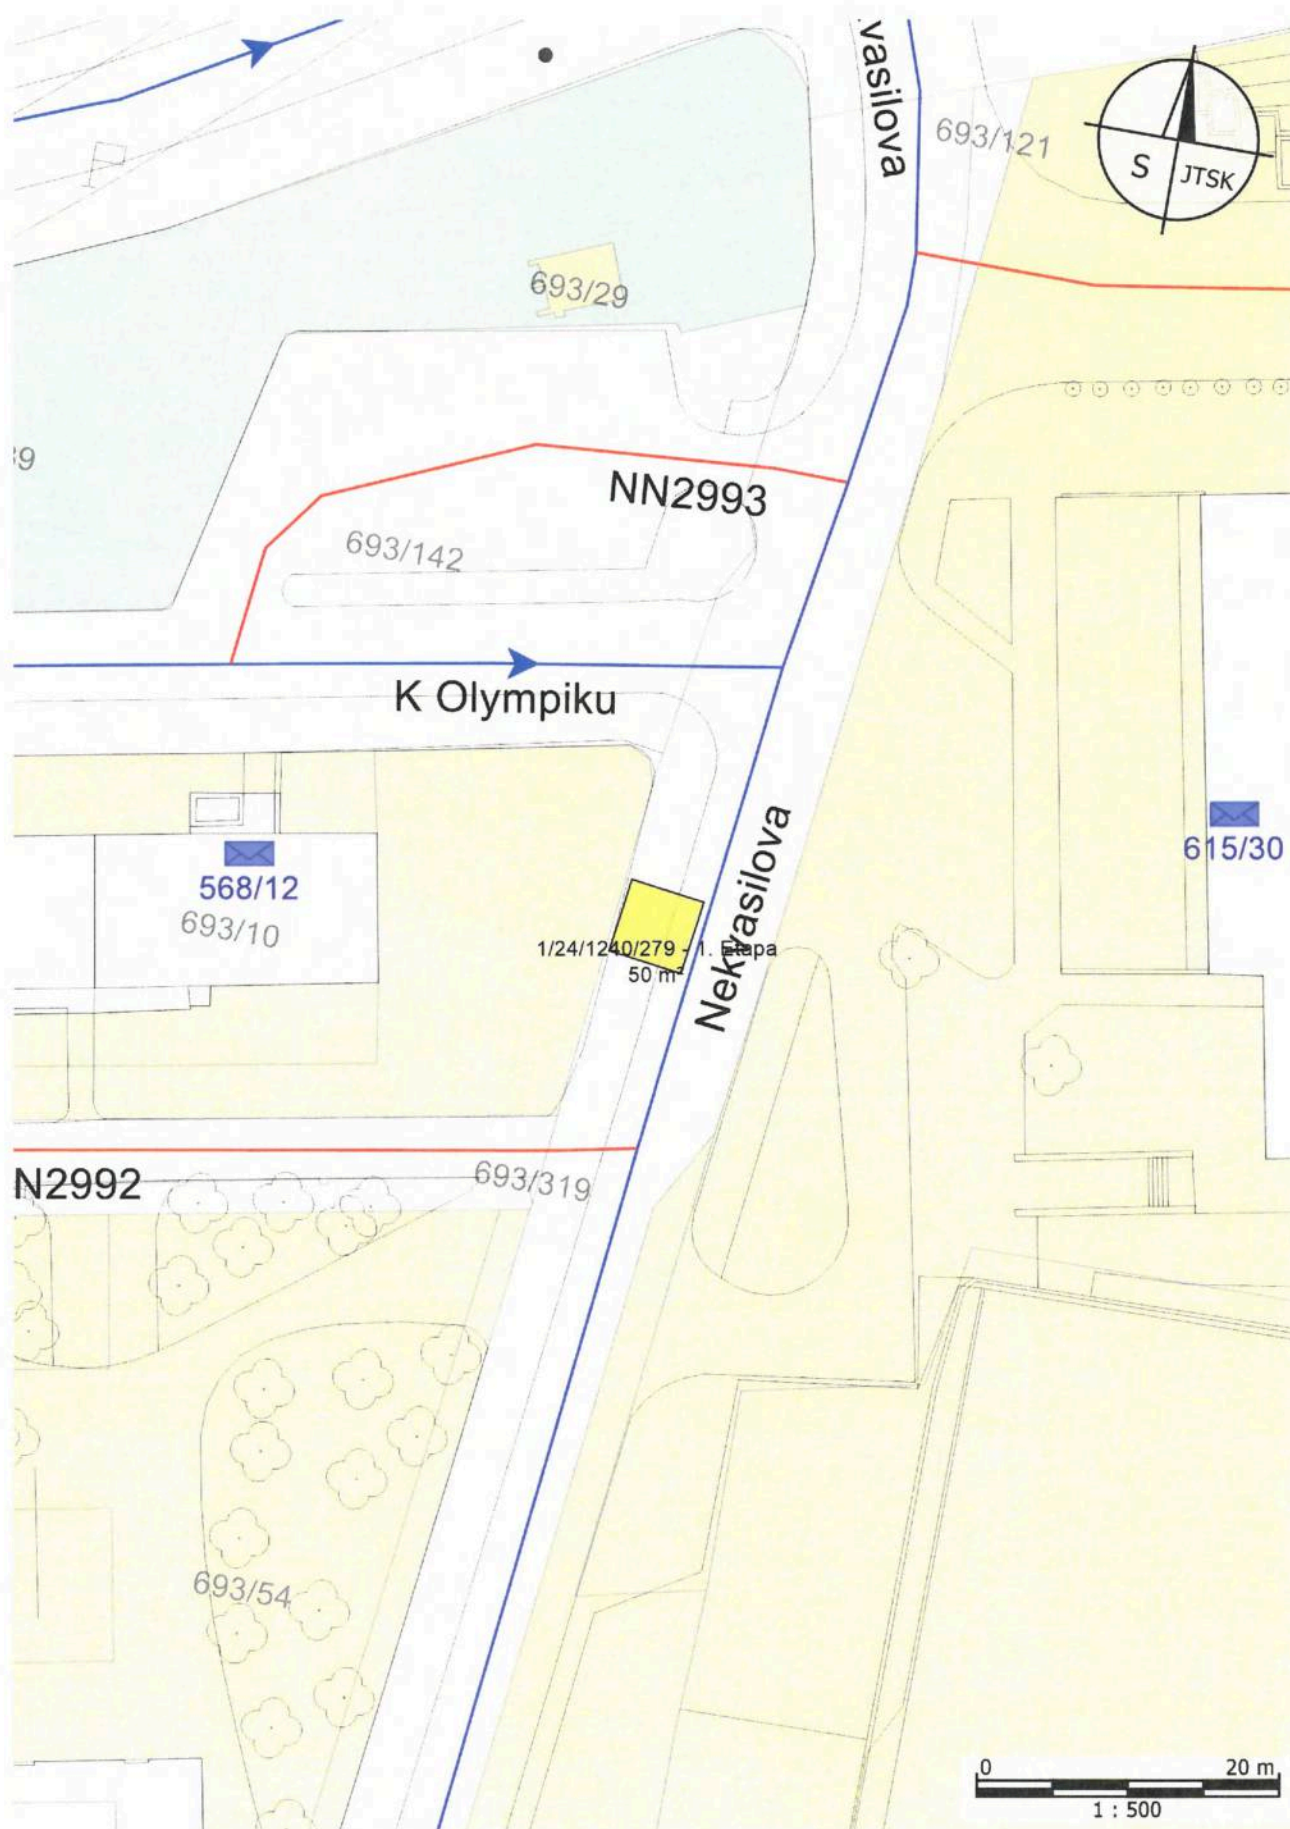 vasilova
693/121
S JTSK
693/29
39
NN2993
693/142
K Olympiku
Nekvasilova
615/30
568/12
693/10
1/24/1240/279 - 1. Etapa
50 m²
N2992
693/319
693/54
0 20 m
1 : 500